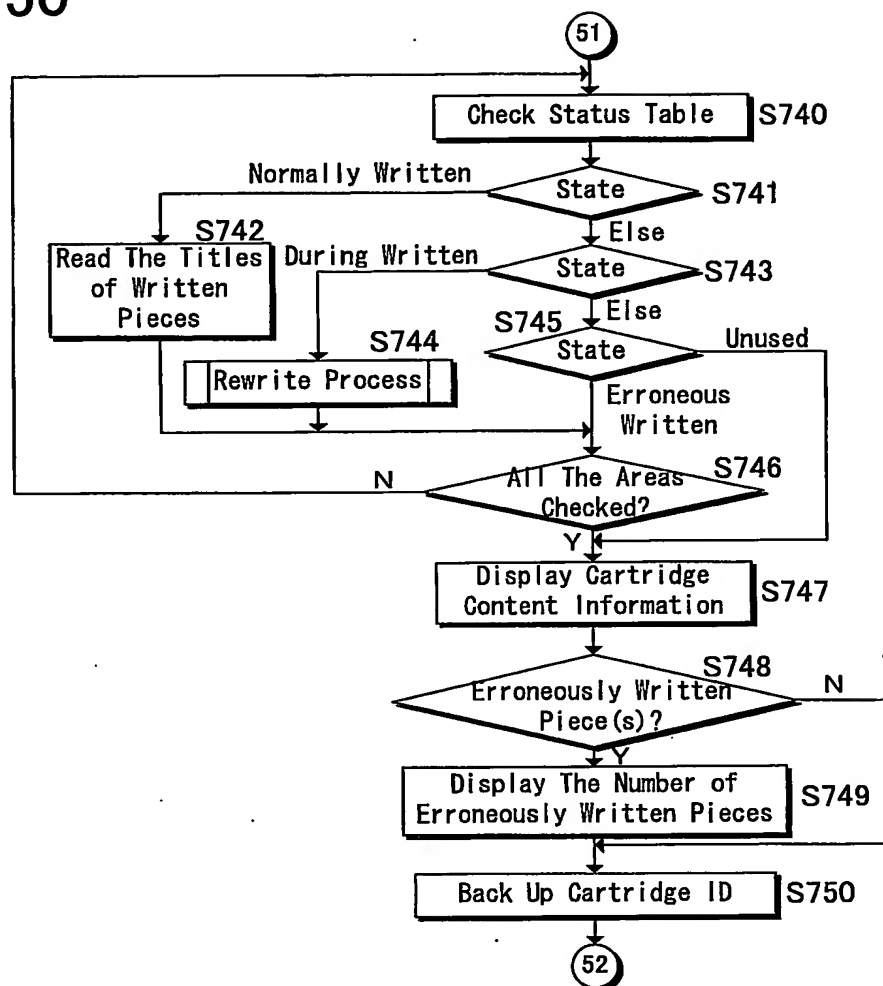 51
Check Status Table
S740
Normally Written
State
S741
S742
Else
Read The Titles
of Written
Pieces
During Written
State
S743
S745
Else
S744
State
Unused
Rewrite Process
Erroneous
Written
N
All The Areas
Checked?
S746
Y
Display Cartridge
Content Information
S747
S748
Erroneously Written
Piece(s)?
N
Y
Display The Number of
Erroneously Written Pieces
S749
Back Up Cartridge ID
S750
52